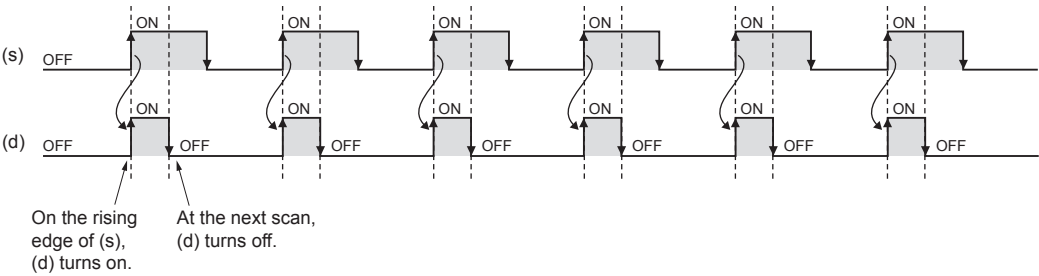 ON ON ON ON ON ON
(s) OFF
ON ON ON ON ON ON
(d) OFF OFF OFF OFF OFF OFF OFF
On the rising
edge of (s),
(d) turns on.
At the next scan,
(d) turns off.